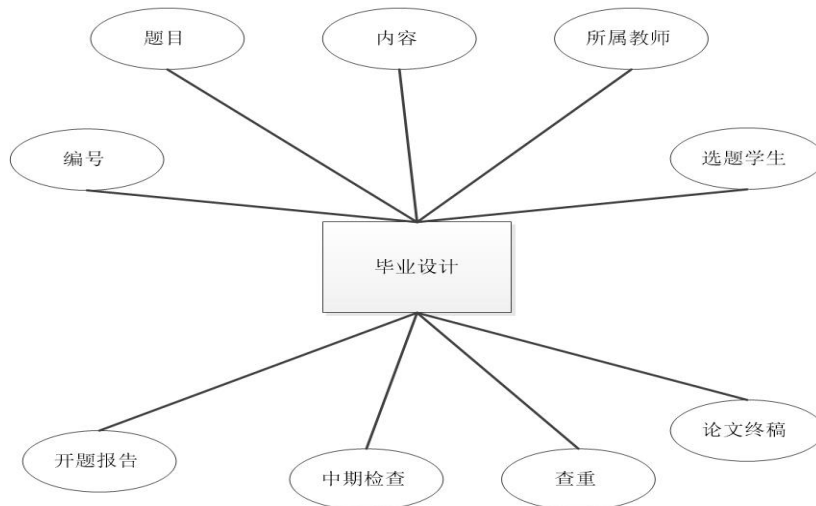 题目
内容
所属教师
编号
选题学生
毕业设计
开题报告
中期检查
查重
论文终稿